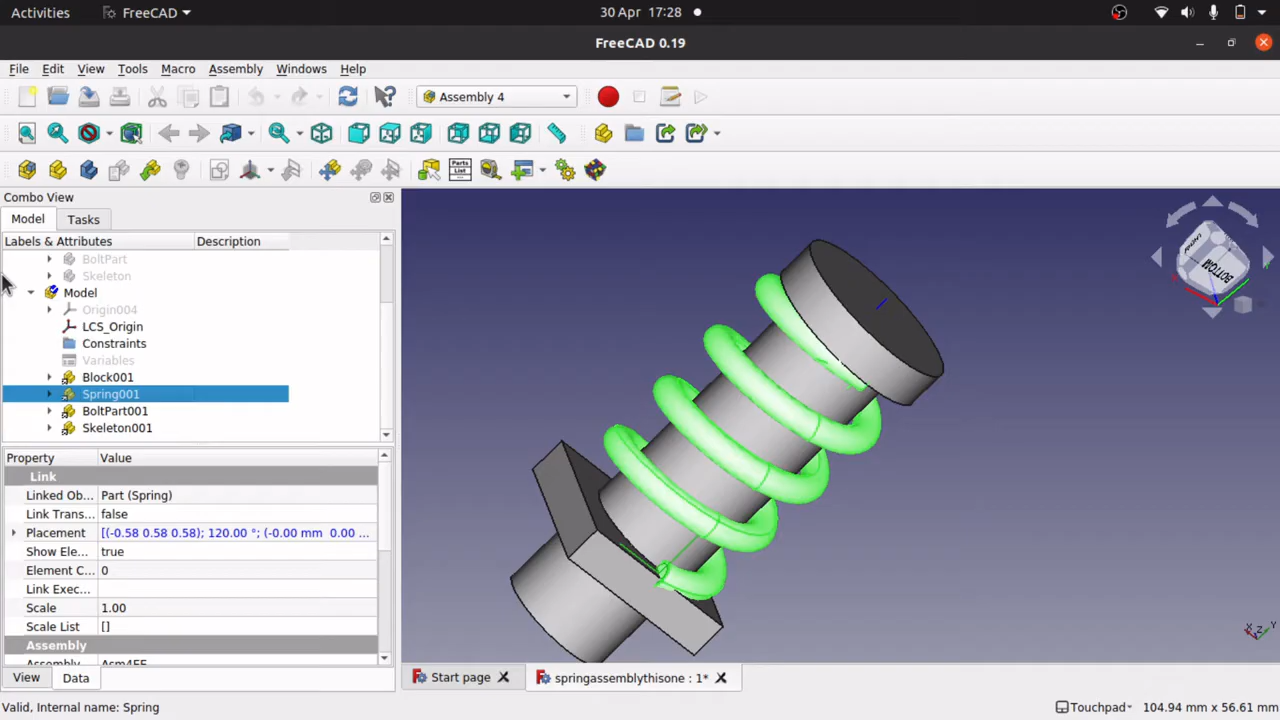 Activities
FreeCAD
30 Apr 17:28
FreeCAD 0.19
File Edit View Tools Macro Assembly Windows Help
Assembly 4
Parts List
Combo View
Model Tasks
Labels & Attributes Description
BoltPart
Skeleton
Model
Origin004
LCS_Origin
Constraints
Variables
Block001
Spring001
BoltPart001
Skeleton001
Property Value
Link
Linked Ob... Part (Spring)
Link Trans... false
Placement [(-0.58 0.58 0.58); 120.00 °; (-0.00 mm 0.00 ...
Show Ele... true
Element C... 0
Link Exec...
Scale 1.00
Scale List []
Assembly
View Data
BOTTOM
X Z Y
Start page
springassemblythisone : 1*
Valid, Internal name: Spring
Touchpad
104.94 mm x 56.61 mm